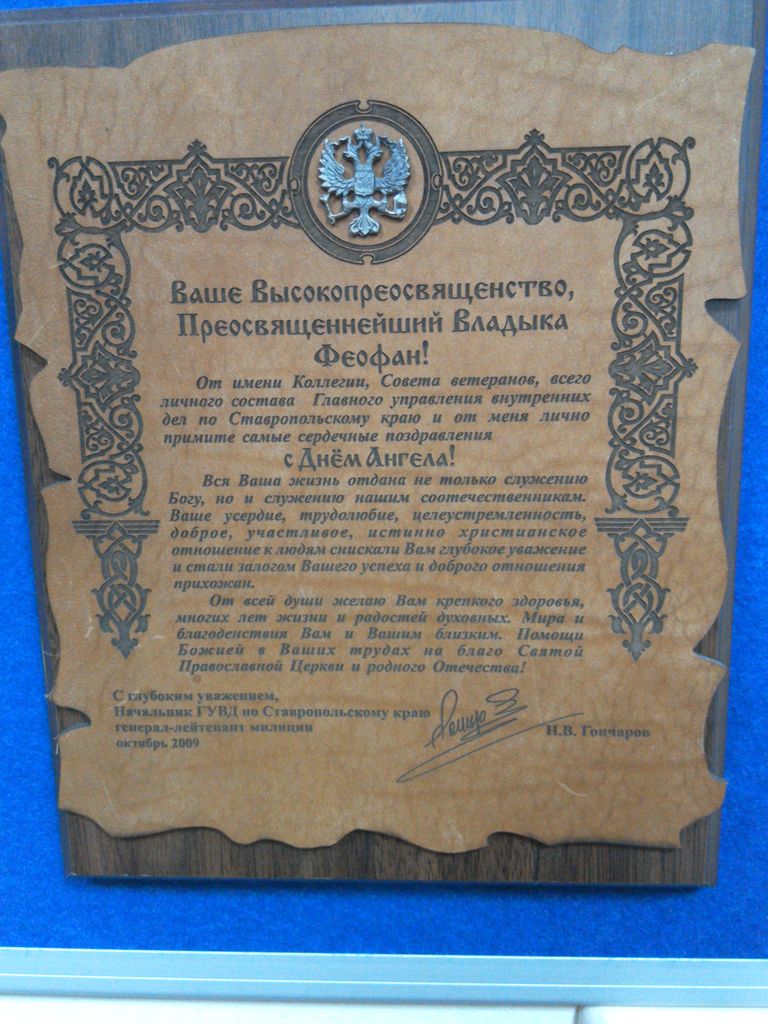 Ваше Высокопреосвященство,
Преосвященнейший Владыка
Феофан!
От имени Коллегии, Совета ветеранов, всего
личного состава Главного управления внутренних
дел по Ставропольскому краю и от меня лично
примите самые сердечные поздравления
с Днём Ангела!
Вся Ваша жизнь отдана не только служению
Богу, но и служению нашим соотечественникам.
Ваше усердие, трудолюбие, целеустремленность,
доброе, участливое, истинно христианское
отношение к людям снискали Вам глубокое уважение
и стали залогом Вашего успеха и доброго отношения
прихожан.
От всей души желаю Вам крепкого здоровья,
многих лет жизни и радостей духовных. Мира и
благоденствия Вам и Вашим близким. Помощи
Божией в Ваших трудах на благо Святой
Православной Церкви и родного Отечества!
С глубоким уважением,
Начальник ГУВД по Ставропольскому краю
генерал-лейтенант милиции Н.В. Гончаров
октябрь 2009